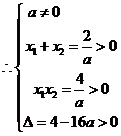 ∴ { a ≠ 0
x₁ + x₂ = 2/a > 0
x₁x₂ = 4/a > 0
Δ = 4 − 16a > 0